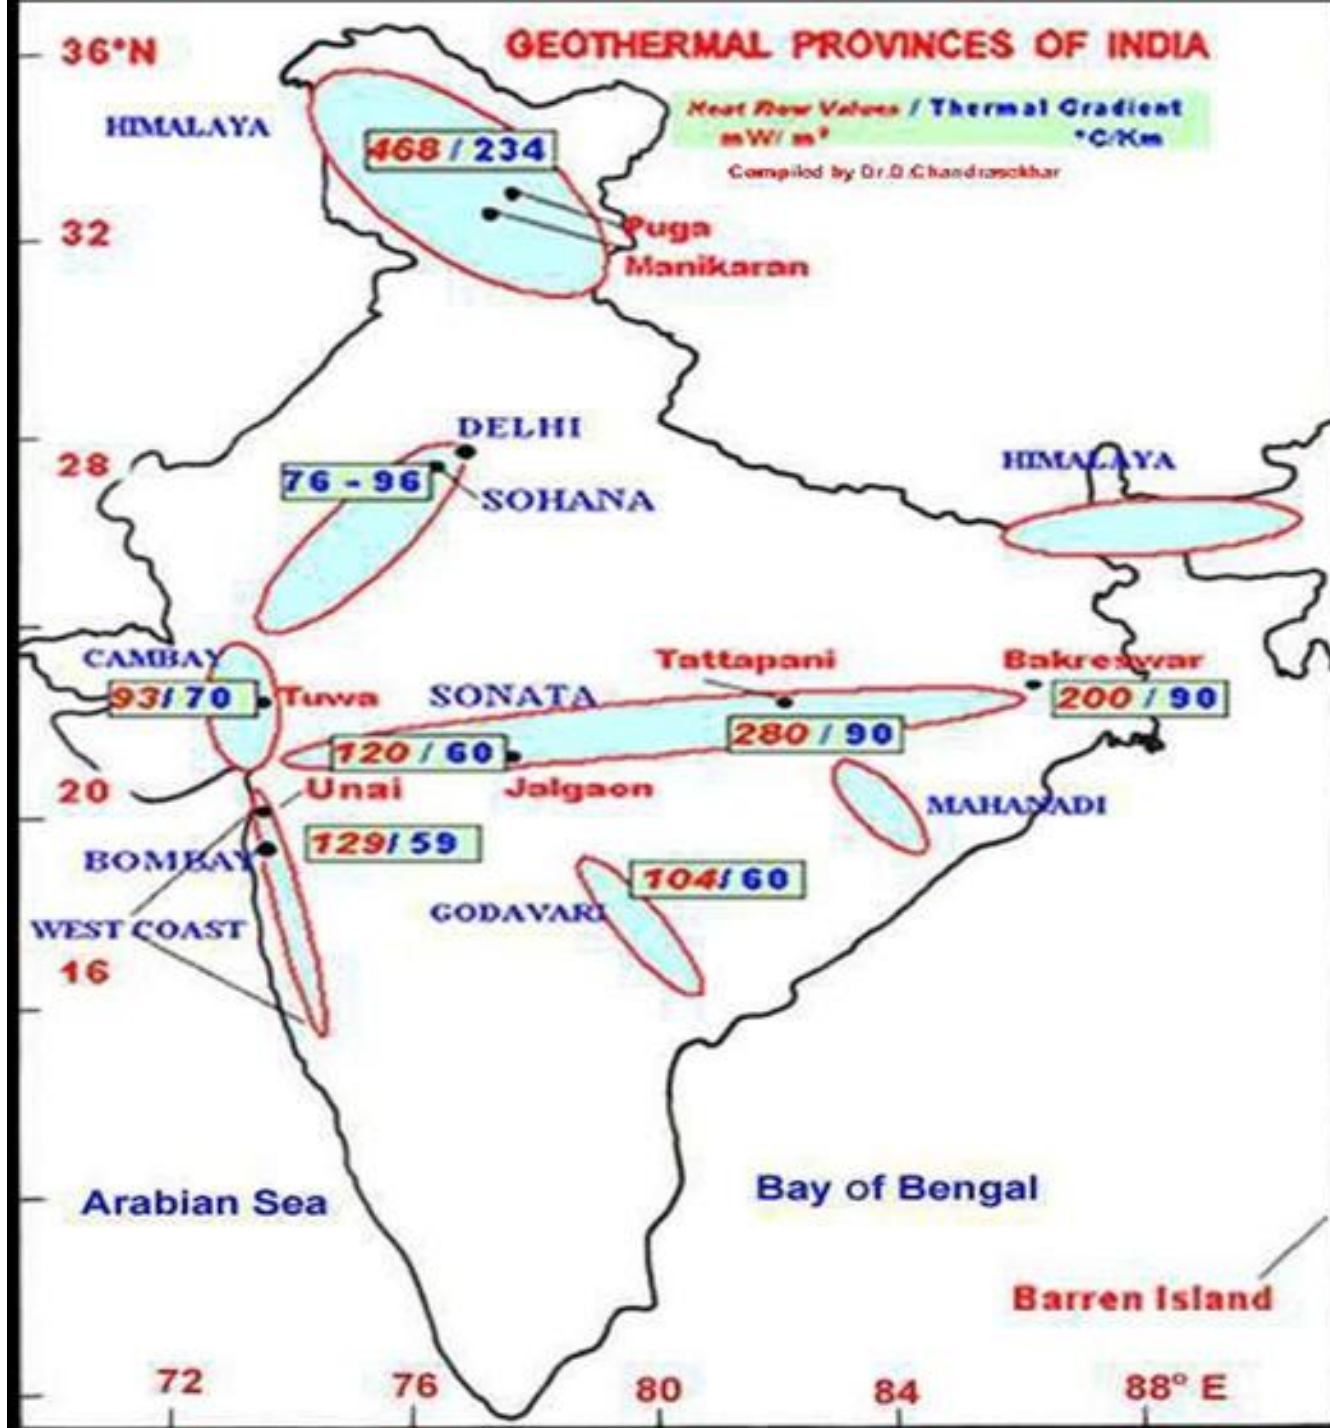 GEOTHERMAL PROVINCES OF INDIA
36°N
Heat Flow Values / Thermal Gradient
mW/ m² °C/Km
HIMALAYA
468 / 234
Compiled by Dr.D.Chandrasekhar
32
Puga
Manikaran
DELHI
28
76 - 96
SOHANA
HIMALAYA
CAMBAY
Tattapani
Bakreswar
93/ 70
Tuwa
SONATA
200 / 90
280 / 90
120 / 60
20
Unai
Jalgaon
MAHANADI
129/ 59
BOMBAY
104/ 60
GODAVARI
WEST COAST
16
Arabian Sea
Bay of Bengal
Barren Island
72
76
80
84
88° E